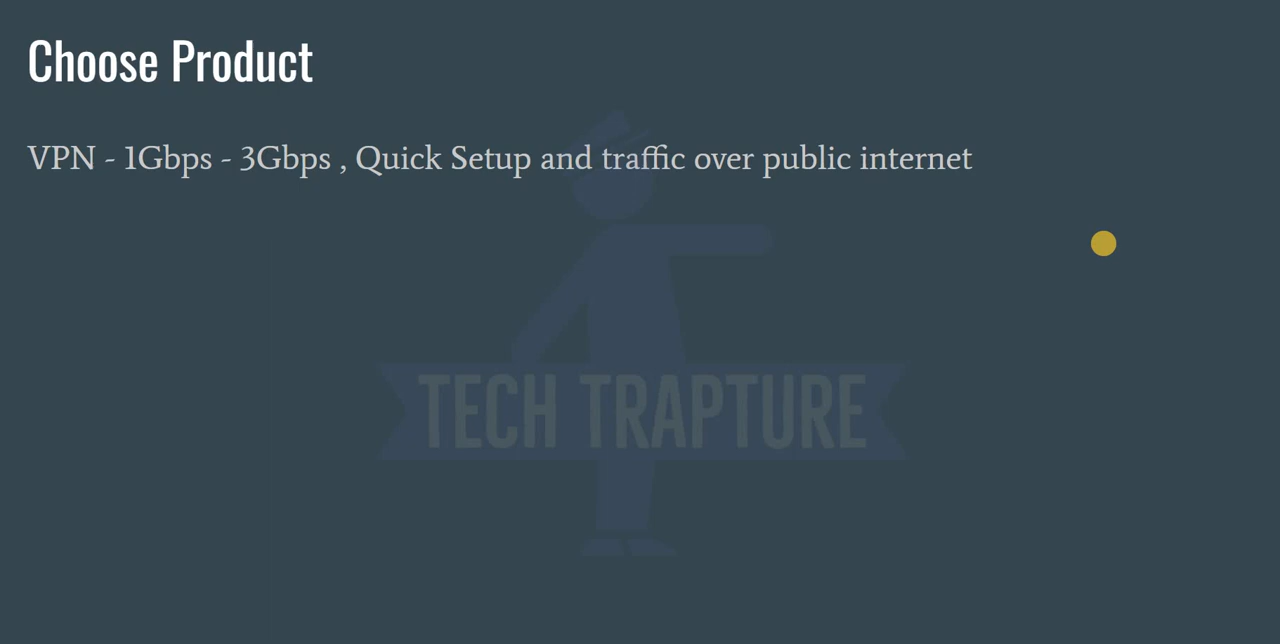 Choose Product
VPN - 1Gbps - 3Gbps , Quick Setup and traffic over public internet
TECH TRAPTURE